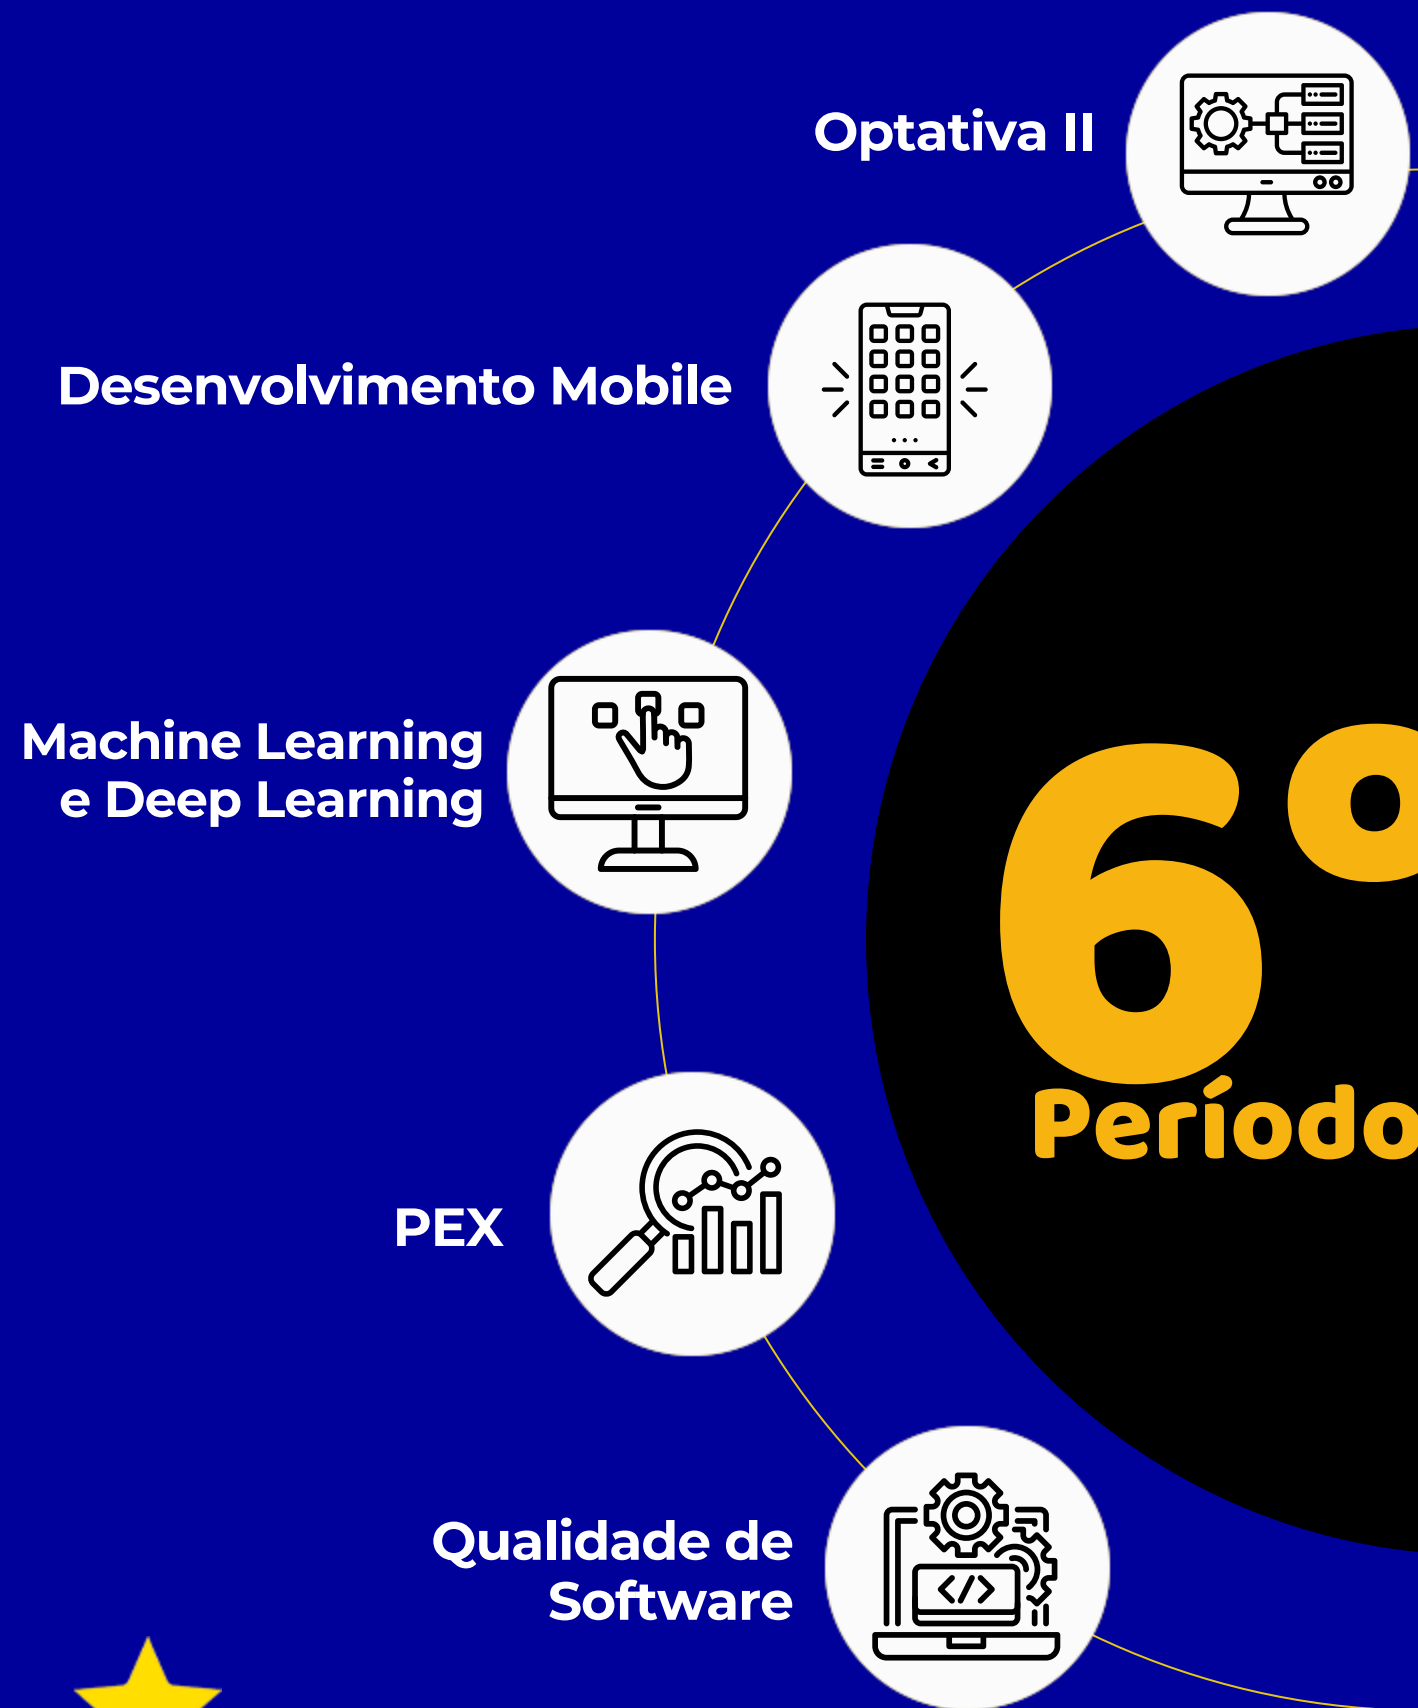 Optativa II
Desenvolvimento Mobile
Machine Learning
e Deep Learning
6º
Período
PEX
Qualidade de
Software